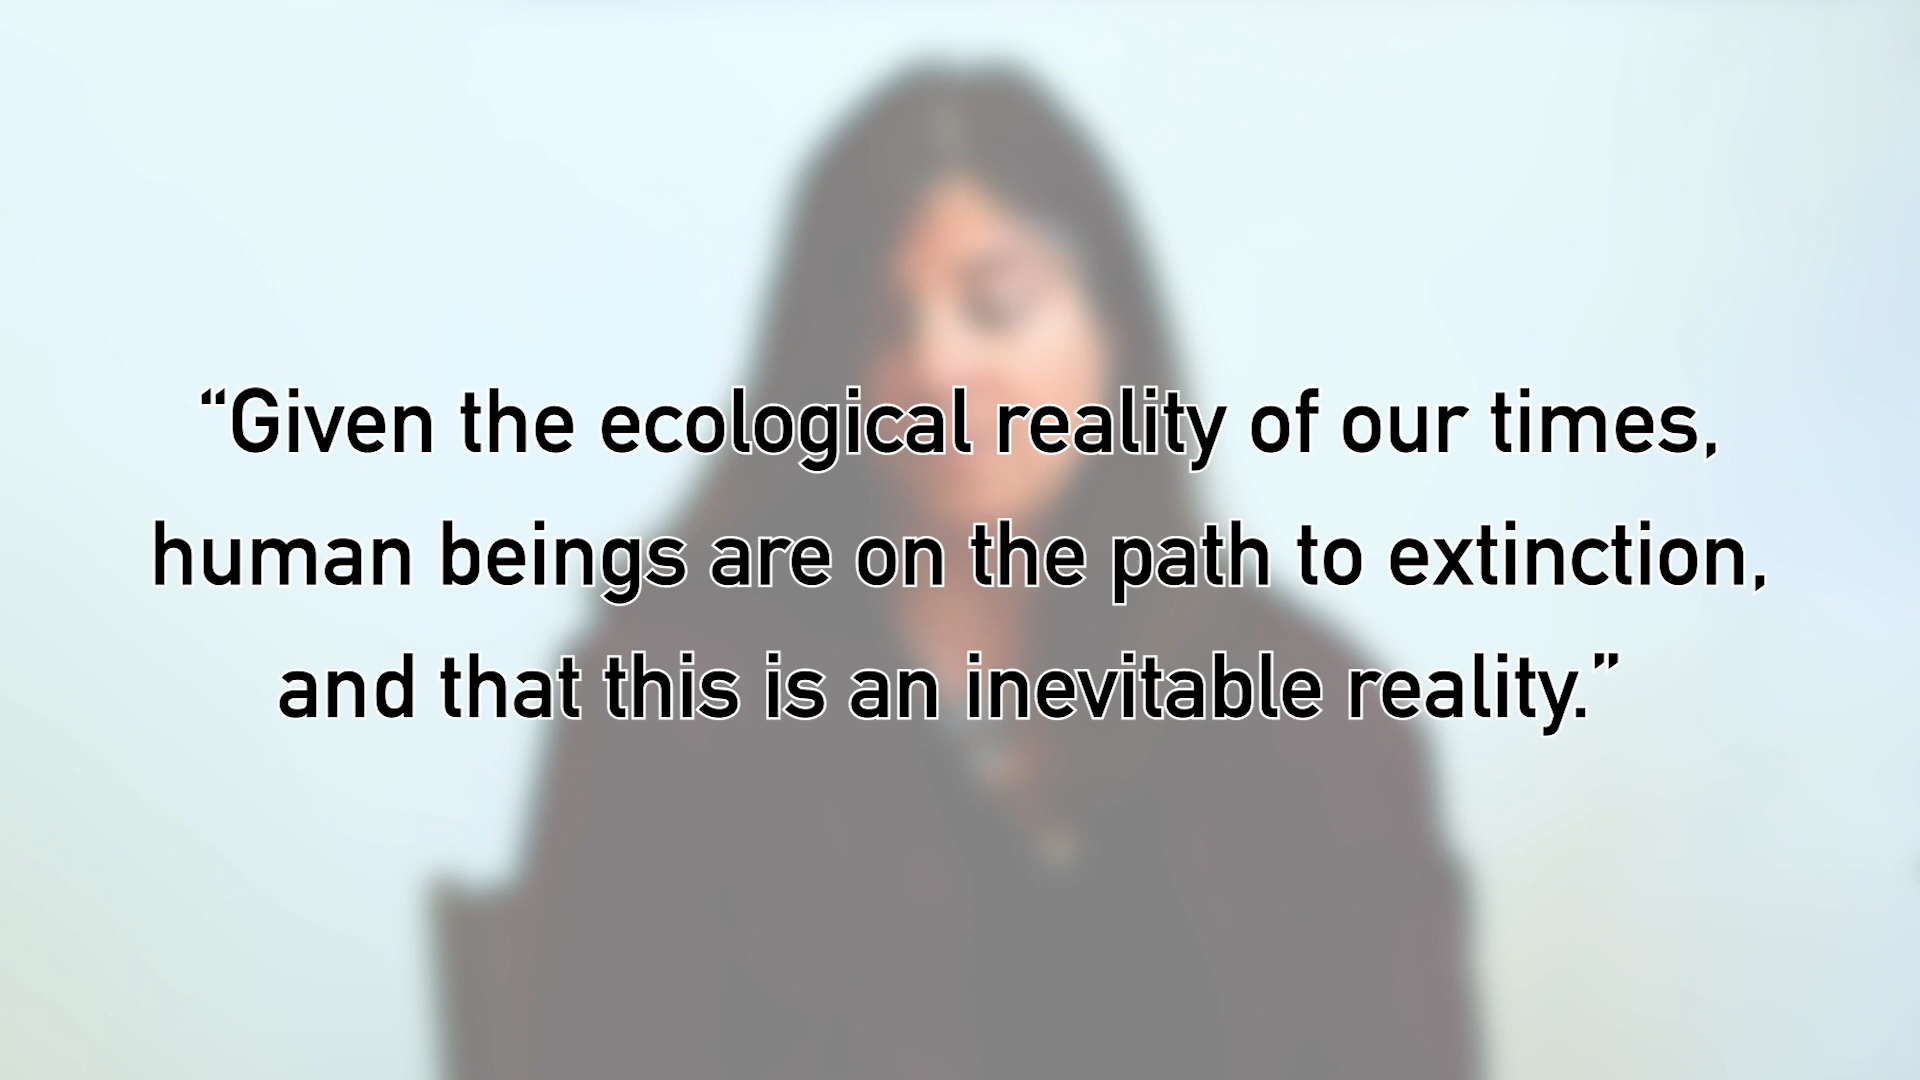 “Given the ecological reality of our times,
human beings are on the path to extinction,
and that this is an inevitable reality.”